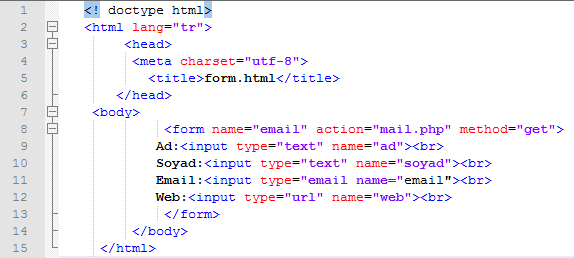 1 <! doctype html>
2 <html lang="tr">
3 <head>
4 <meta charset="utf-8">
5 <title>form.html</title>
6 </head>
7 <body>
8 <form name="email" action="mail.php" method="get">
9 Ad:<input type="text" name="ad"><br>
10 Soyad:<input type="text" name="soyad"><br>
11 Email:<input type="email name="email"><br>
12 Web:<input type="url" name="web"><br>
13 </form>
14 </body>
15 </html>